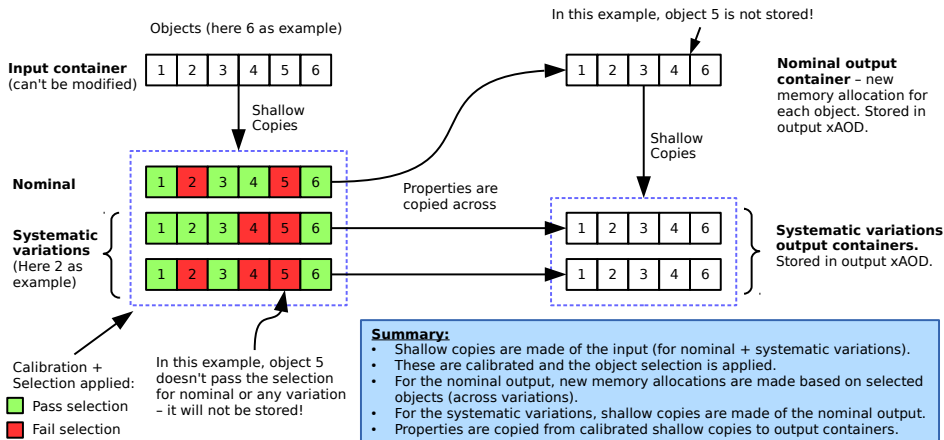 Objects (here 6 as example)
In this example, object 5 is not stored!
Input container
(can't be modified)
1 2 3 4 5 6
1 2 3 4 5 6
Nominal output
container – new
memory allocation for
each object. Stored in
output xAOD.
Shallow
Copies
Shallow
Copies
Nominal
1 2 3 4 5 6
Properties are
copied across
Systematic
variations
(Here 2 as
example)
1 2 3 4 5 6
1 2 3 4 5 6
1 2 3 4 5 6
1 2 3 4 5 6
Systematic variations
output containers.
Stored in output xAOD.
Calibration +
Selection applied:
Pass selection
Fail selection
In this example, object 5
doesn't pass the selection
for nominal or any variation
– it will not be stored!
Summary:
• Shallow copies are made of the input (for nominal + systematic variations).
• These are calibrated and the object selection is applied.
• For the nominal output, new memory allocations are made based on selected
objects (across variations).
• For the systematic variations, shallow copies are made of the nominal output.
• Properties are copied from calibrated shallow copies to output containers.